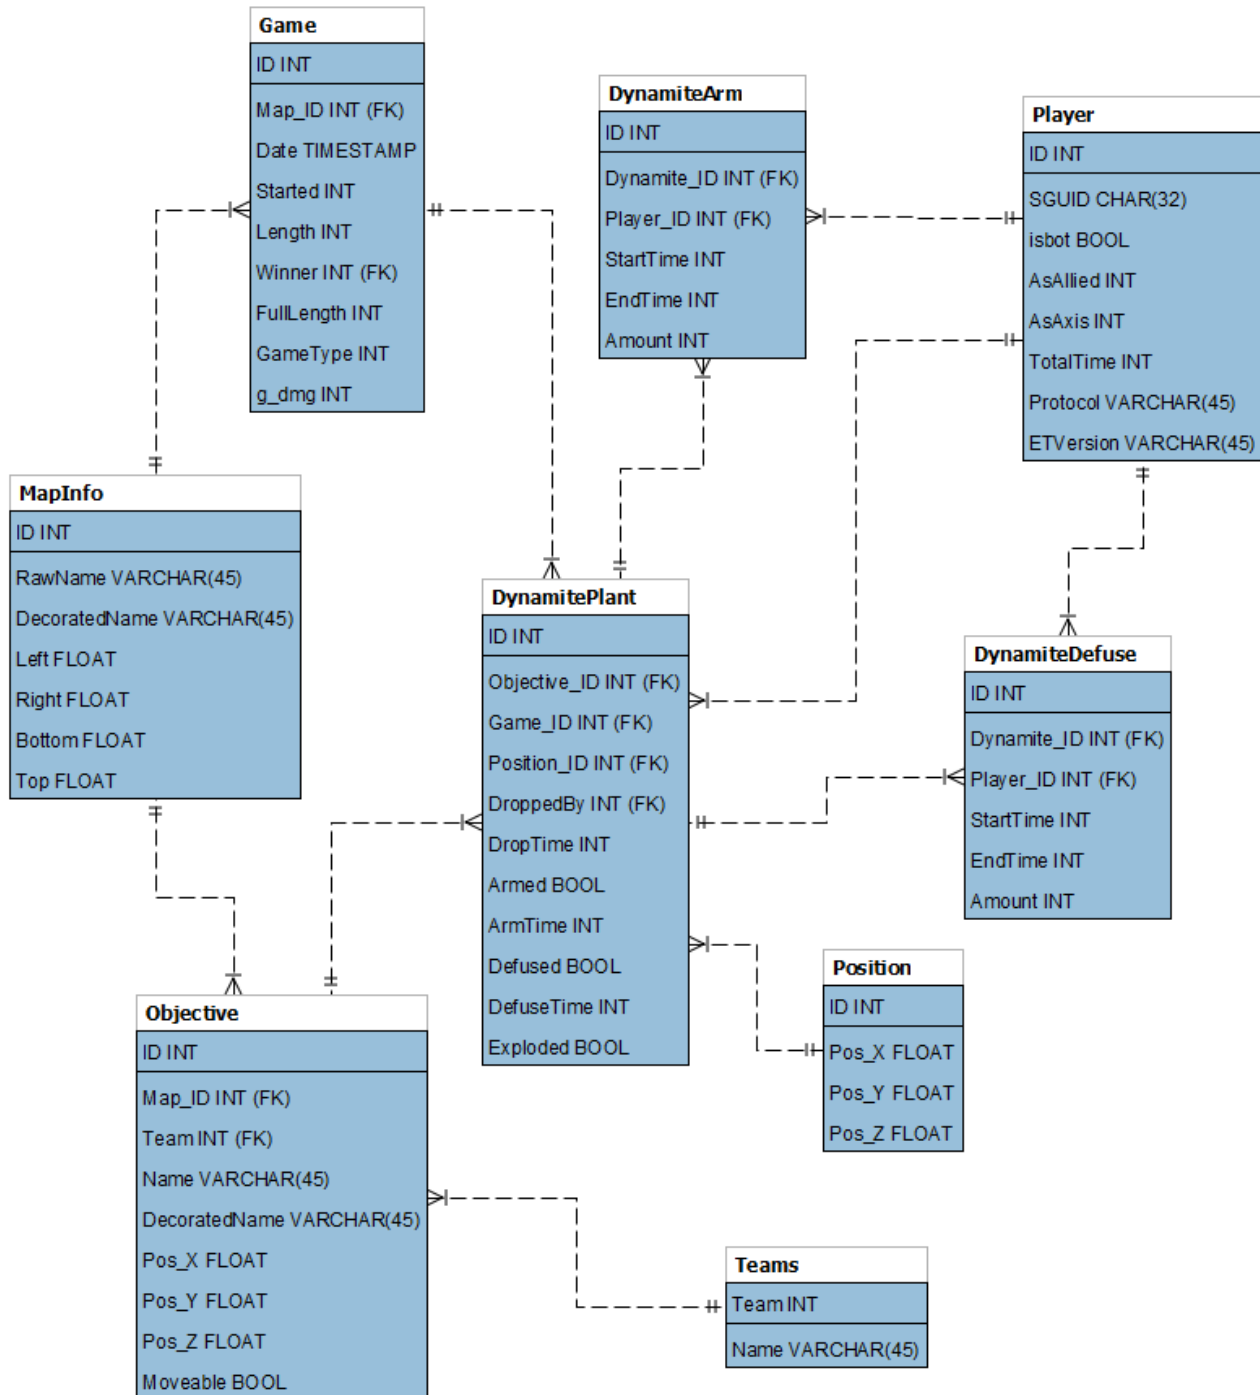 Game
ID INT
Map_ID INT (FK)
Date TIMESTAMP
Started INT
Length INT
Winner INT (FK)
FullLength INT
GameType INT
g_dmg INT
DynamiteArm
ID INT
Dynamite_ID INT (FK)
Player_ID INT (FK)
StartTime INT
EndTime INT
Amount INT
Player
ID INT
SGUID CHAR(32)
isbot BOOL
AsAllied INT
AsAxis INT
TotalTime INT
Protocol VARCHAR(45)
ETVersion VARCHAR(45)
MapInfo
ID INT
RawName VARCHAR(45)
DecoratedName VARCHAR(45)
Left FLOAT
Right FLOAT
Bottom FLOAT
Top FLOAT
DynamitePlant
ID INT
Objective_ID INT (FK)
Game_ID INT (FK)
Position_ID INT (FK)
DroppedBy INT (FK)
DropTime INT
Armed BOOL
ArmTime INT
Defused BOOL
DefuseTime INT
Exploded BOOL
DynamiteDefuse
ID INT
Dynamite_ID INT (FK)
Player_ID INT (FK)
StartTime INT
EndTime INT
Amount INT
Position
ID INT
Pos_X FLOAT
Pos_Y FLOAT
Pos_Z FLOAT
Objective
ID INT
Map_ID INT (FK)
Team INT (FK)
Name VARCHAR(45)
DecoratedName VARCHAR(45)
Pos_X FLOAT
Pos_Y FLOAT
Pos_Z FLOAT
Moveable BOOL
Teams
Team INT
Name VARCHAR(45)